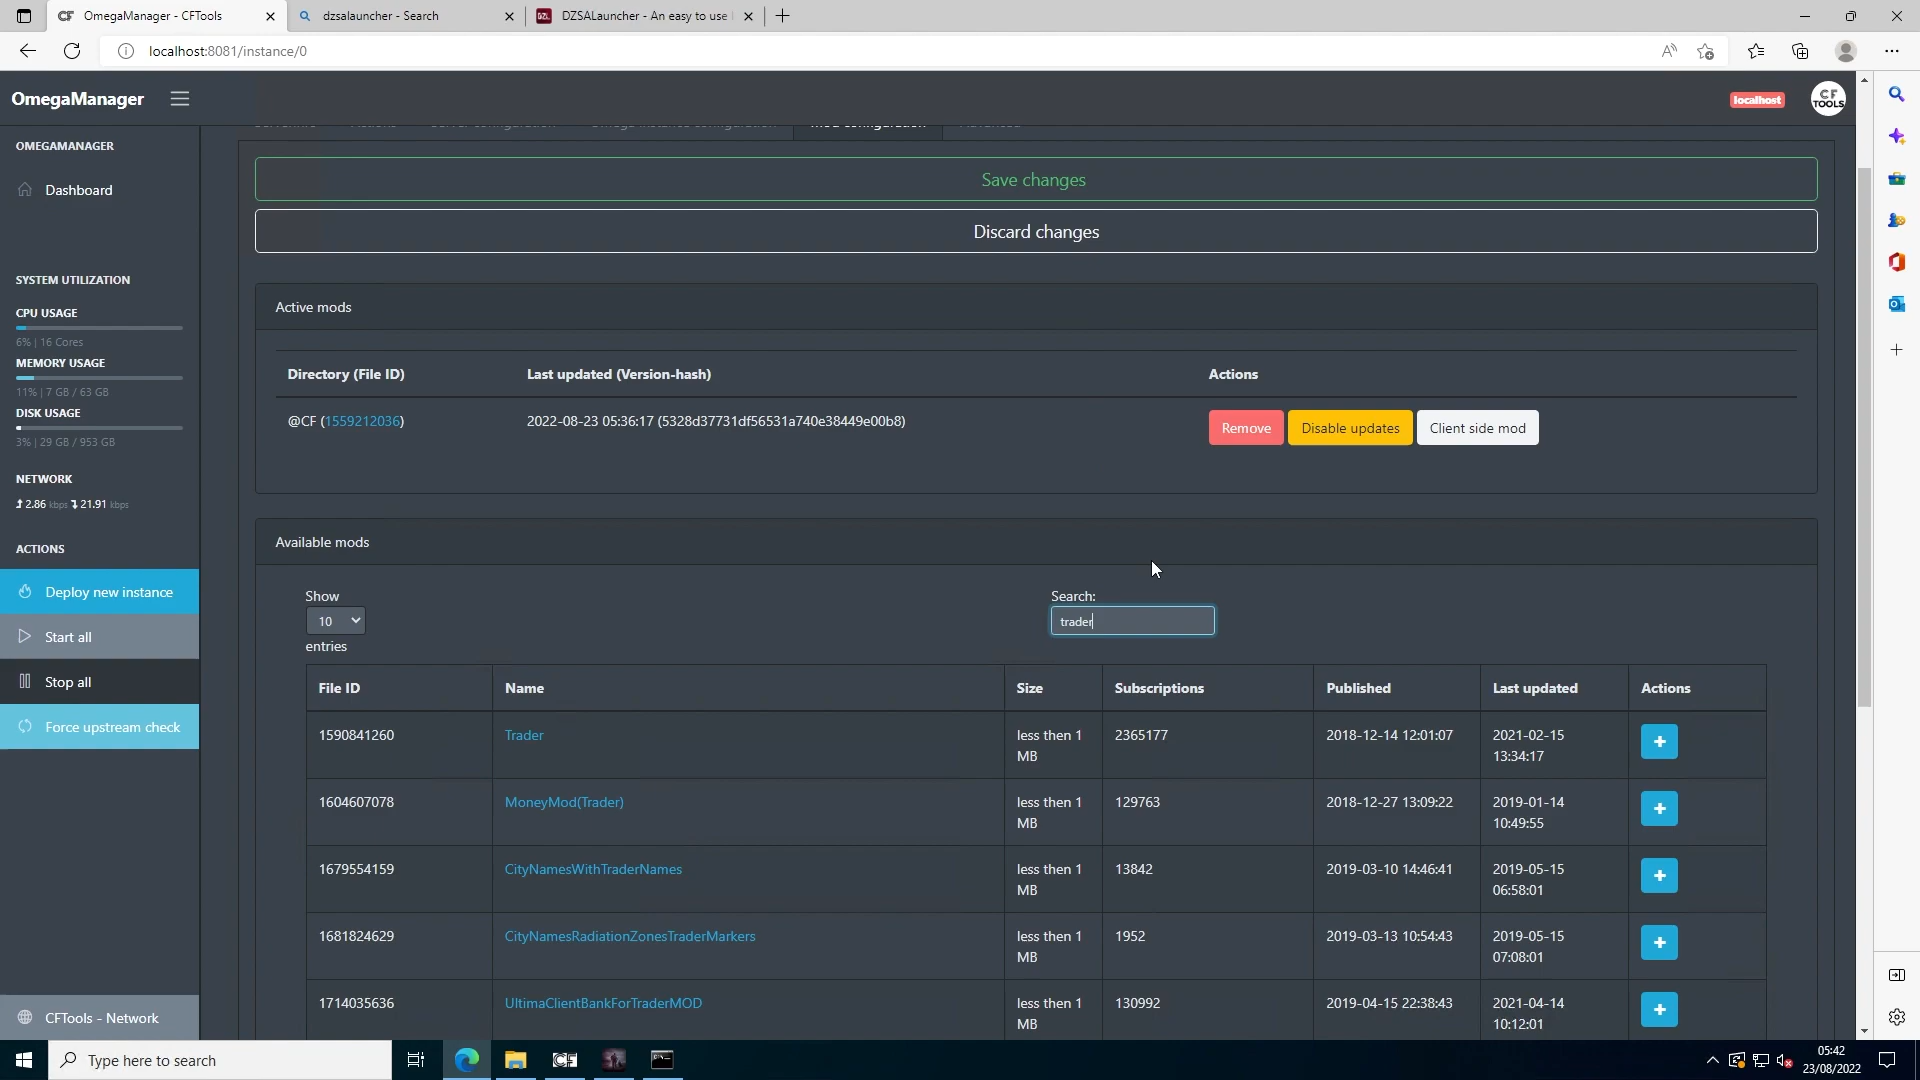 OmegaManager - CFTools
dzsalauncher - Search
DZSALauncher - An easy to use
localhost:8081/instance/0
OmegaManager
localhost
CF
TOOLS
OMEGAMANAGER
Dashboard
SYSTEM UTILIZATION
CPU USAGE
6% | 16 Cores
MEMORY USAGE
11% | 7 GB / 63 GB
DISK USAGE
3% | 29 GB / 953 GB
NETWORK
2.86 kbps 21.91 kbps
ACTIONS
Deploy new instance
Start all
Stop all
Force upstream check
CFTools - Network
Save changes
Discard changes
Active mods
Directory (File ID) Last updated (Version-hash) Actions
@CF (1559212036) 2022-08-23 05:36:17 (5328d37731df56531a740e38449e00b8) Remove Disable updates Client side mod
Available mods
Show
10
entries
Search:
trader
File ID Name Size Subscriptions Published Last updated Actions
1590841260 Trader less then 1 2365177 2018-12-14 12:01:07 2021-02-15
MB 13:34:17
1604607078 MoneyMod(Trader) less then 1 129763 2018-12-27 13:09:22 2019-01-14
MB 10:49:55
1679554159 CityNamesWithTraderNames less then 1 13842 2019-03-10 14:46:41 2019-05-15
MB 06:58:01
1681824629 CityNamesRadiationZonesTraderMarkers less then 1 1952 2019-03-13 10:54:43 2019-05-15
MB 07:08:01
1714035636 UltimaClientBankForTraderMOD less then 1 130992 2019-04-15 22:38:43 2021-04-14
MB 10:12:01
Type here to search
CF
05:42
23/08/2022